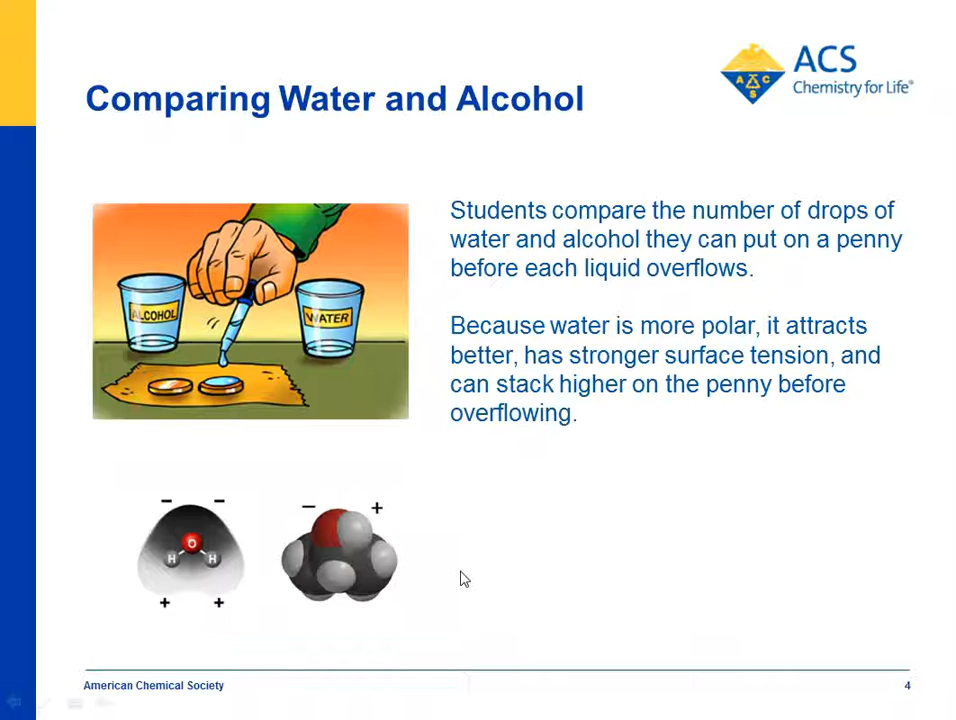 ACS
Chemistry for Life®
A C
S
Comparing Water and Alcohol
Students compare the number of drops of
water and alcohol they can put on a penny
before each liquid overflows.
Because water is more polar, it attracts
better, has stronger surface tension, and
can stack higher on the penny before
overflowing.
ALCOHOL
WATER
– –
O
H H
+ +
– +
American Chemical Society
4